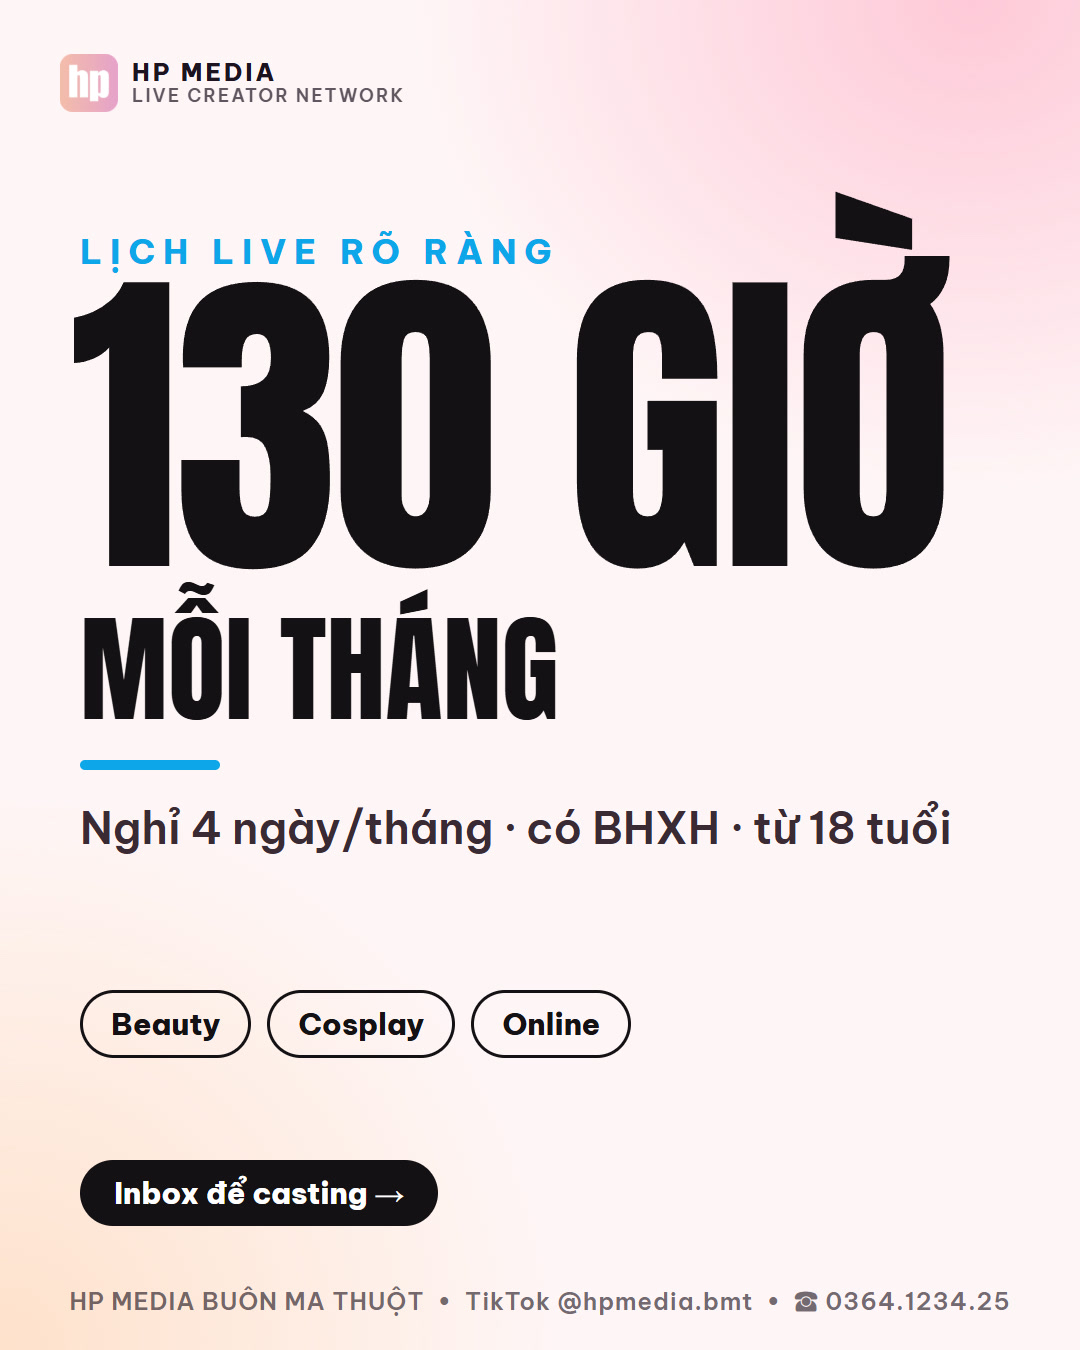 hp
HP MEDIA
LIVE CREATOR NETWORK
LỊCH LIVE RÕ RÀNG
130 GIỜ
MỖI THÁNG
Nghỉ 4 ngày/tháng · có BHXH · từ 18 tuổi
Beauty Cosplay Online
Inbox để casting →
HP MEDIA BUÔN MA THUỘT • TikTok @hpmedia.bmt • ☎ 0364.1234.25